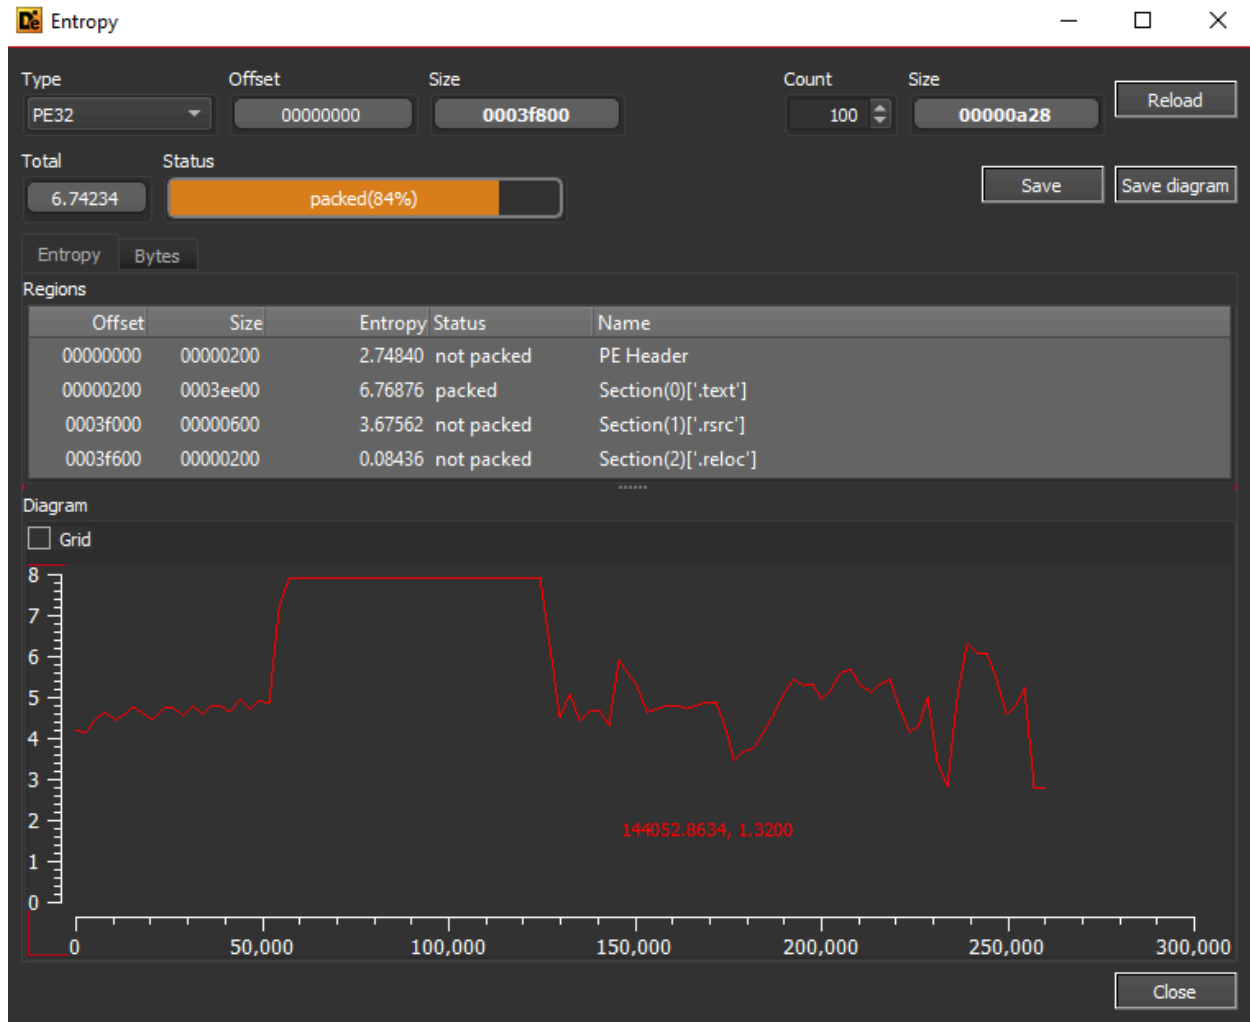 De Entropy
Type Offset Size Count Size
PE32 00000000 0003f800 100 00000a28 Reload
Total Status
6.74234 packed(84%) Save Save diagram
Entropy Bytes
Regions
Offset Size Entropy Status Name
00000000 00000200 2.74840 not packed PE Header
00000200 0003ee00 6.76876 packed Section(0)['.text']
0003f000 00000600 3.67562 not packed Section(1)['.rsrc']
0003f600 00000200 0.08436 not packed Section(2)['.reloc']
Diagram
Grid
8
7
6
5
4
3
2
144052.8634, 1.3200
1
0
0 50,000 100,000 150,000 200,000 250,000 300,000
Close